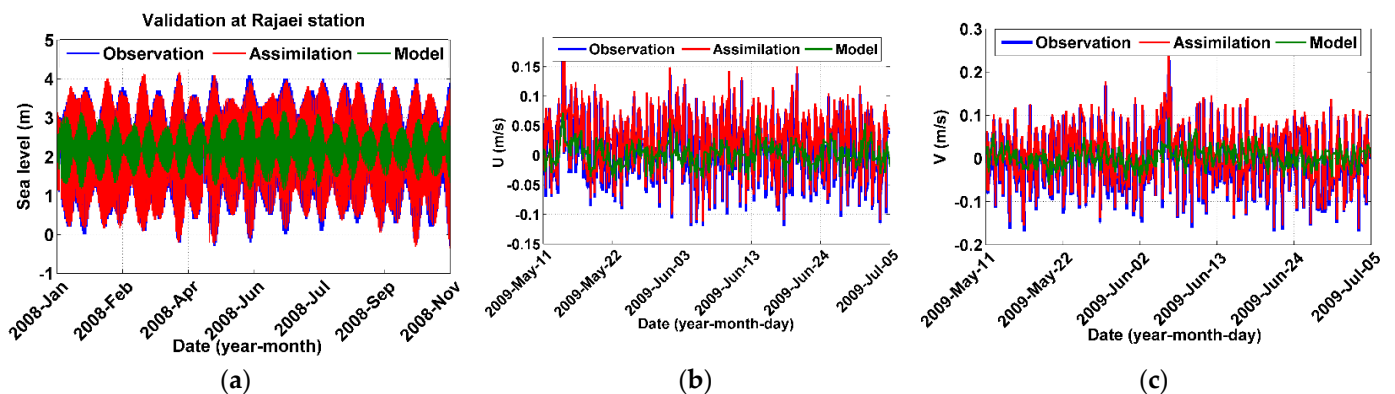 Validation at Rajaei station
Observation Assimilation Model
Sea level (m)
5
4
3
2
1
0
-1
2008-Jan
2008-Feb
2008-Apr
2008-Jun
2008-Jul
2008-Sep
2008-Nov
Date (year-month)
(a)
Observation Assimilation Model
U (m/s)
0.15
0.1
0.05
0
-0.05
-0.1
-0.15
2009-May-11
2009-May-22
2009-Jun-03
2009-Jun-13
2009-Jun-24
2009-Jul-05
Date (year-month-day)
(b)
Observation Assimilation Model
V (m/s)
0.3
0.2
0.1
0
-0.1
-0.2
2009-May-11
2009-May-22
2009-Jun-02
2009-Jun-13
2009-Jun-24
2009-Jul-05
Date (year-month-day)
(c)